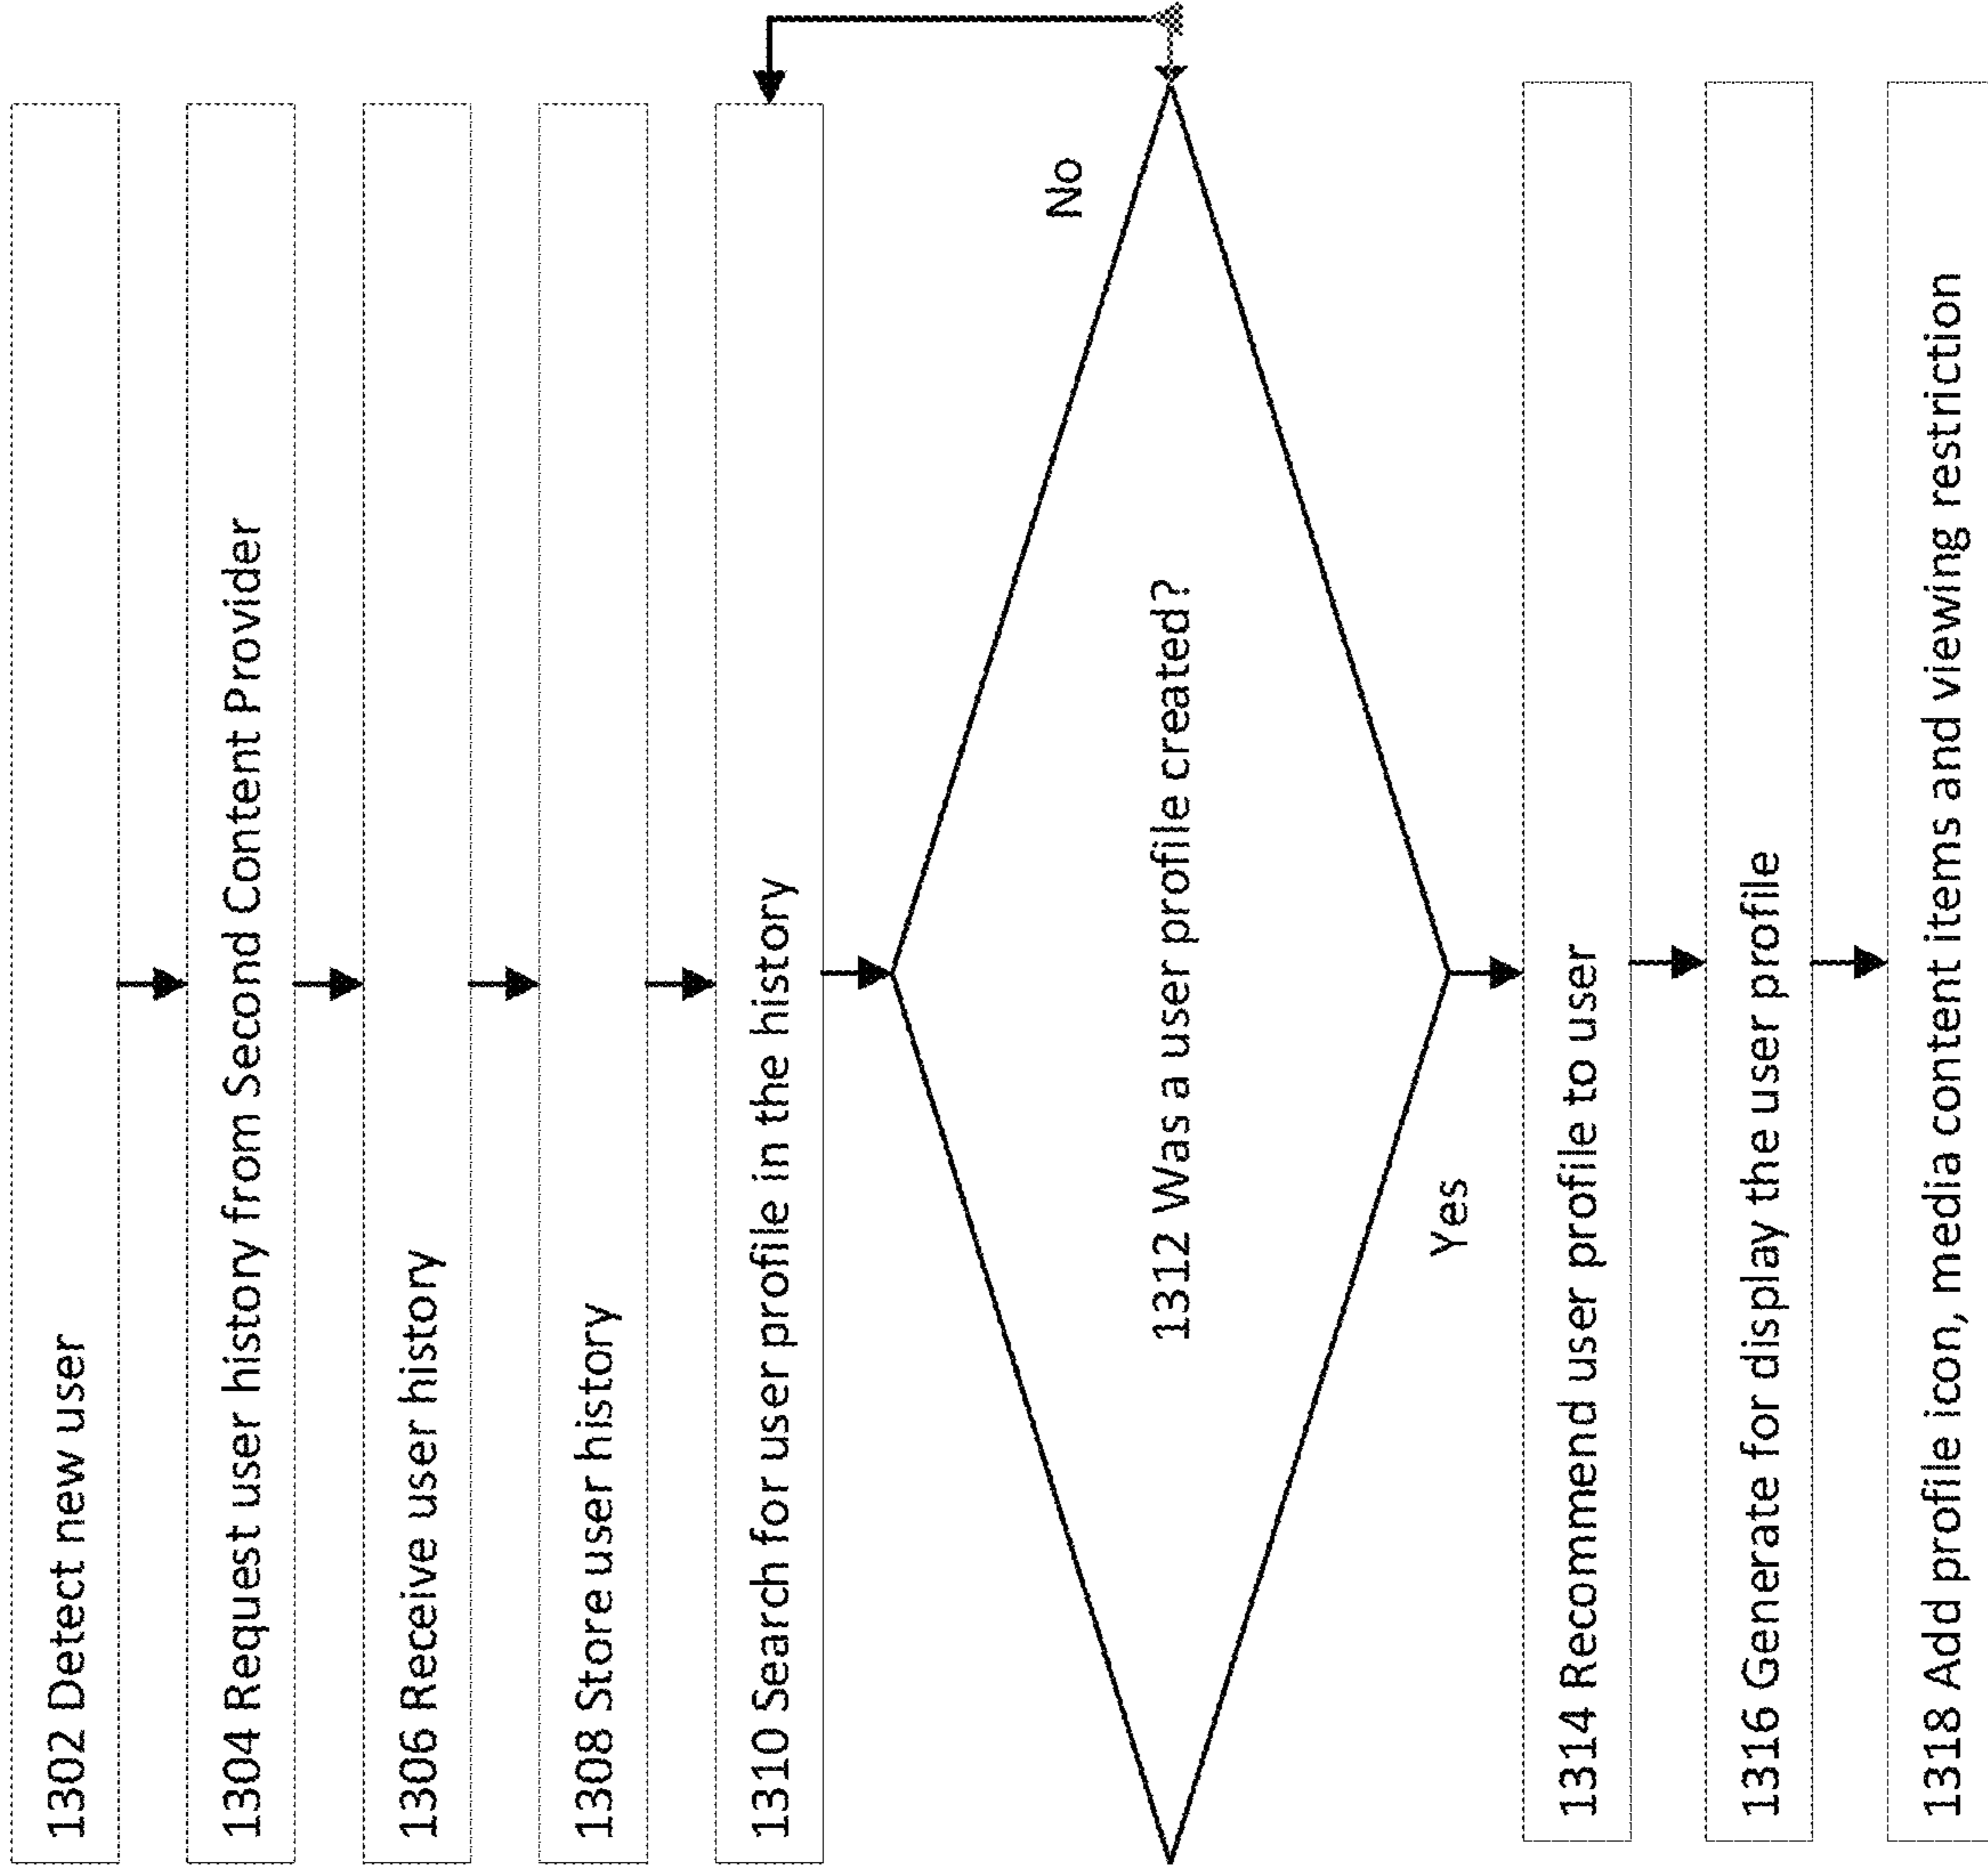 1302 Detect new user
1304 Request user history from Second Content Provider
1306 Receive user history
1308 Store user history
1310 Search for user profile in the history
No
1312 Was a user profile created?
Yes
1314 Recommend user profile to user
1316 Generate for display the user profile
1318 Add profile icon, media content items and viewing restriction